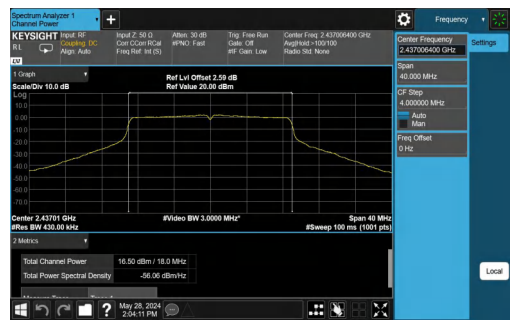 Spectrum Analyzer 1
Channel Power
Frequency
KEYSIGHT
RL
Input: RF
Coupling: DC
Align: Auto
Input Z: 50 Ω
Corr CCorr RCal
Freq Ref: Int (S)
Atten: 30 dB
#PNO: Fast
Trig: Free Run
Gate: Off
#IF Gain: Low
Center Freq: 2.437006400 GHz
Avg|Hold:>100/100
Radio Std: None
LXI
1 Graph
Scale/Div 10.0 dB
Ref Lvl Offset 2.59 dB
Ref Value 20.00 dBm
Log
10.0
0.00
-10.0
-20.0
-30.0
-40.0
-50.0
-60.0
-70.0
Center 2.43701 GHz
#Res BW 430.00 kHz
#Video BW 3.0000 MHz*
Span 40 MHz
#Sweep 100 ms (1001 pts)
2 Metrics
Total Channel Power 16.50 dBm / 18.0 MHz
Total Power Spectral Density -56.06 dBm/Hz
May 28, 2024
2:04:11 PM
Center Frequency
2.437006400 GHz
Settings
Span
40.000 MHz
CF Step
4.000000 MHz
Auto
Man
Freq Offset
0 Hz
Local